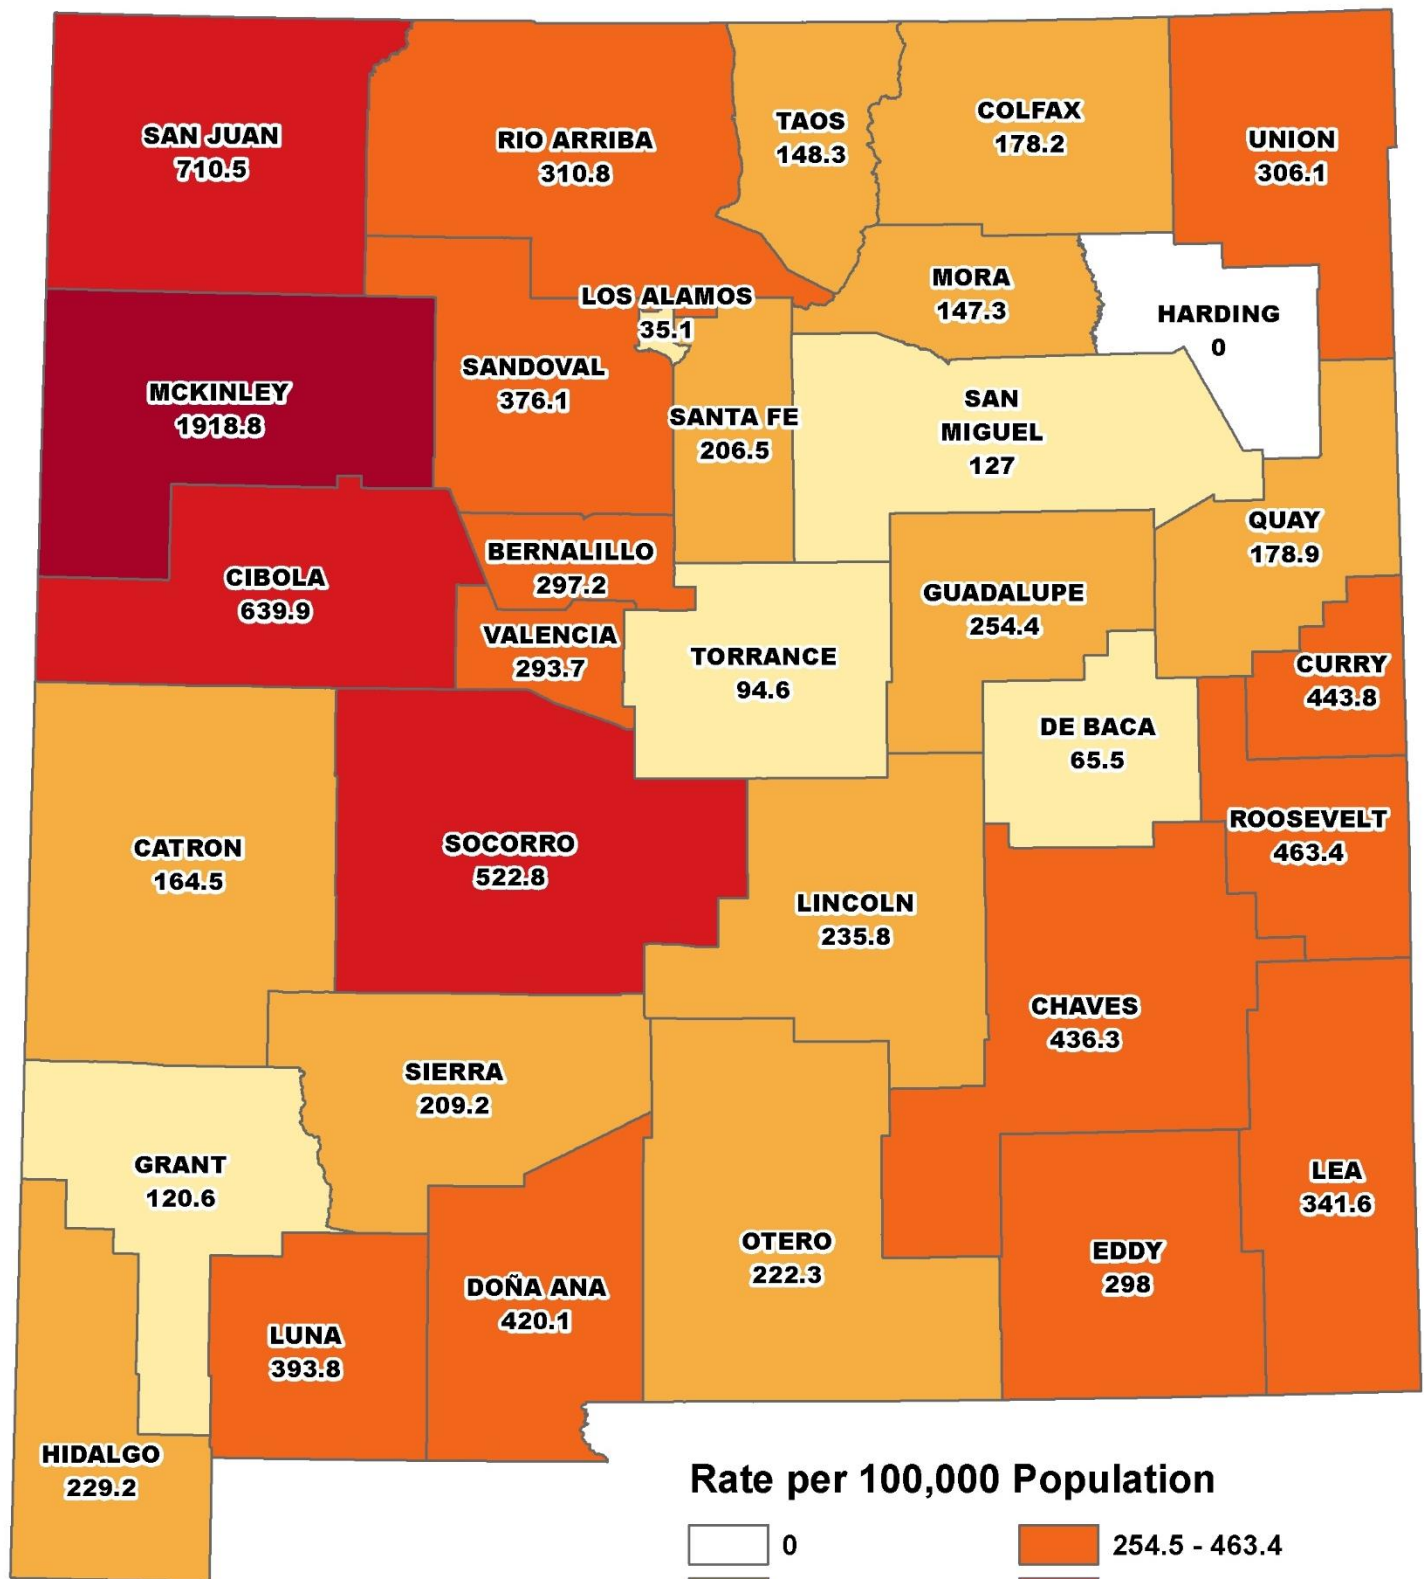 SAN JUAN
710.5
RIO ARRIBA
310.8
TAOS
148.3
COLFAX
178.2
UNION
306.1
LOS ALAMOS
35.1
MORA
147.3
HARDING
0
MCKINLEY
1918.8
SANDOVAL
376.1
SANTA FE
206.5
SAN
MIGUEL
127
QUAY
178.9
CIBOLA
639.9
BERNALILLO
297.2
VALENCIA
293.7
TORRANCE
94.6
GUADALUPE
254.4
CURRY
443.8
DE BACA
65.5
ROOSEVELT
463.4
CATRON
164.5
SOCORRO
522.8
LINCOLN
235.8
CHAVES
436.3
SIERRA
209.2
GRANT
120.6
LEA
341.6
OTERO
222.3
EDDY
298
DOÑA ANA
420.1
LUNA
393.8
HIDALGO
229.2
Rate per 100,000 Population
0
254.5 - 463.4